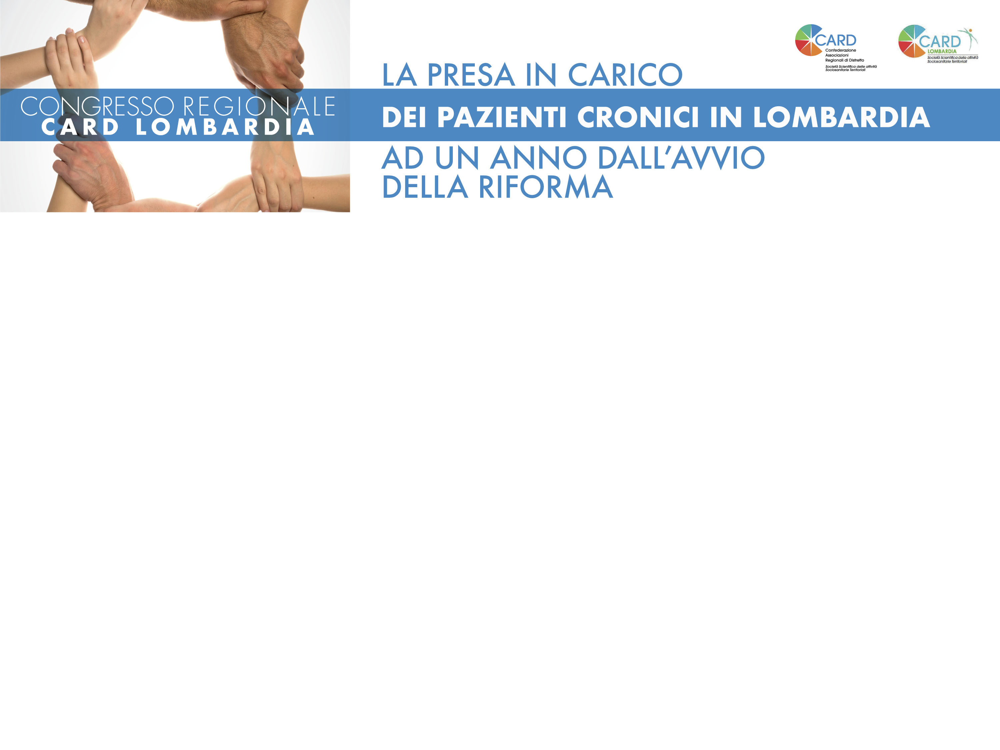 CONGRESSO REGIONALE
CARD LOMBARDIA
LA PRESA IN CARICO
DEI PAZIENTI CRONICI IN LOMBARDIA
AD UN ANNO DALL’AVVIO
DELLA RIFORMA
CARD
Confederazione
Associazioni
Regionali di Distretto
Società Scientifica delle attività
Sociosanitarie Territoriali
CARD
LOMBARDIA
Società Scientifica delle attività
Sociosanitarie Territoriali